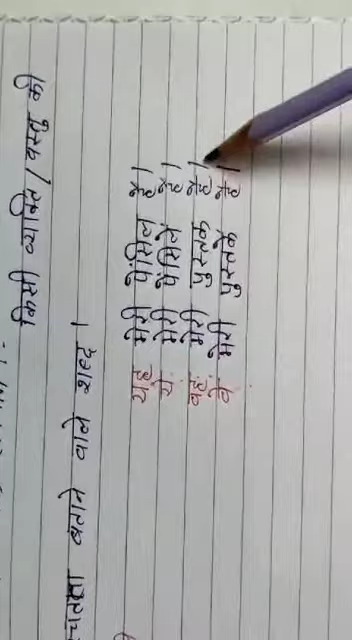 किसी व्यक्ति / वस्तु की
बताने वाले शब्द ।
यह मेरी पेंसिल है।
ये मेरी पेंसिलें हैं।
वह मेरी पुस्तक है।
वे मेरी पुस्तकें हैं।